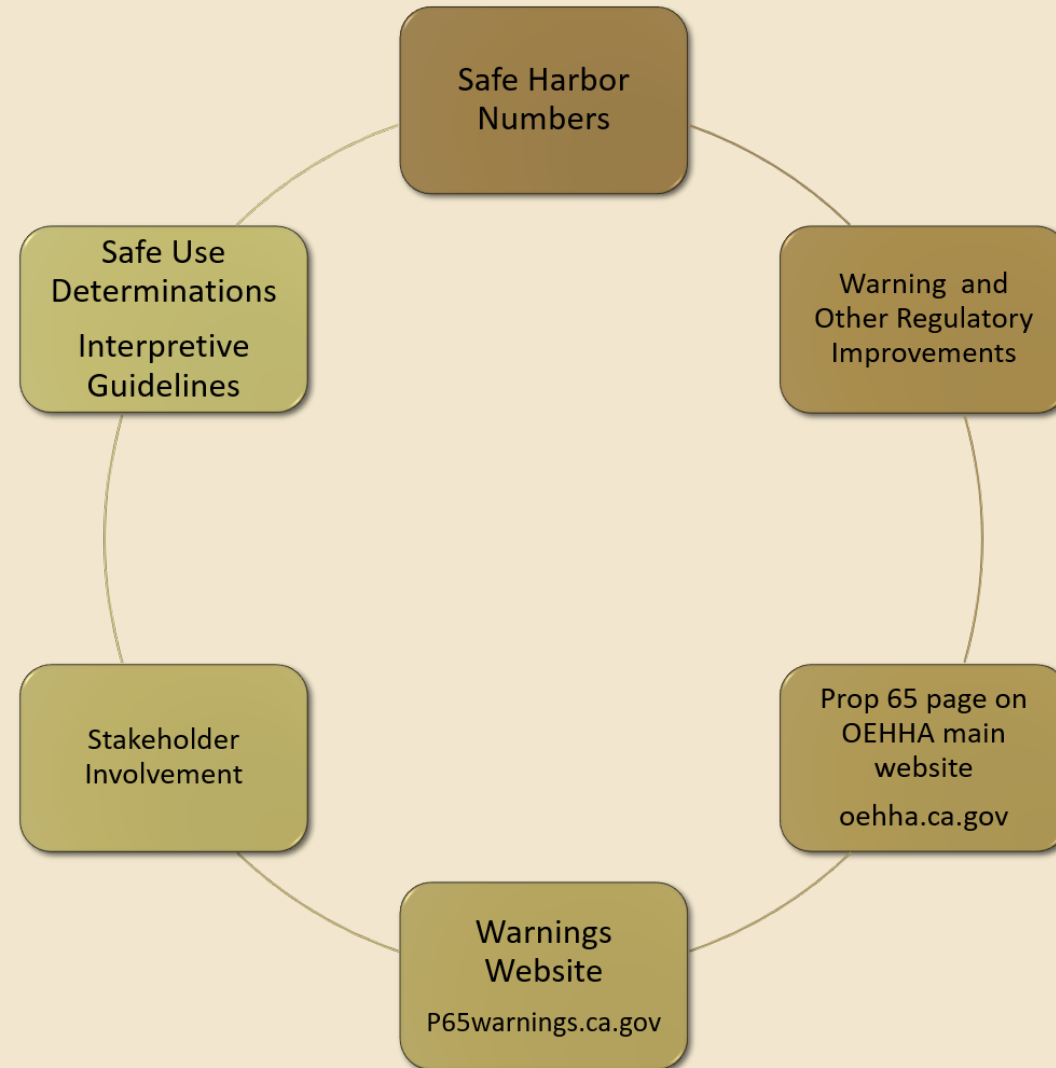 Safe Harbor
Numbers
Warning and
Other Regulatory
Improvements
Prop 65 page on
OEHHA main
website
oehha.ca.gov
Warnings
Website
P65warnings.ca.gov
Stakeholder
Involvement
Safe Use
Determinations
Interpretive
Guidelines